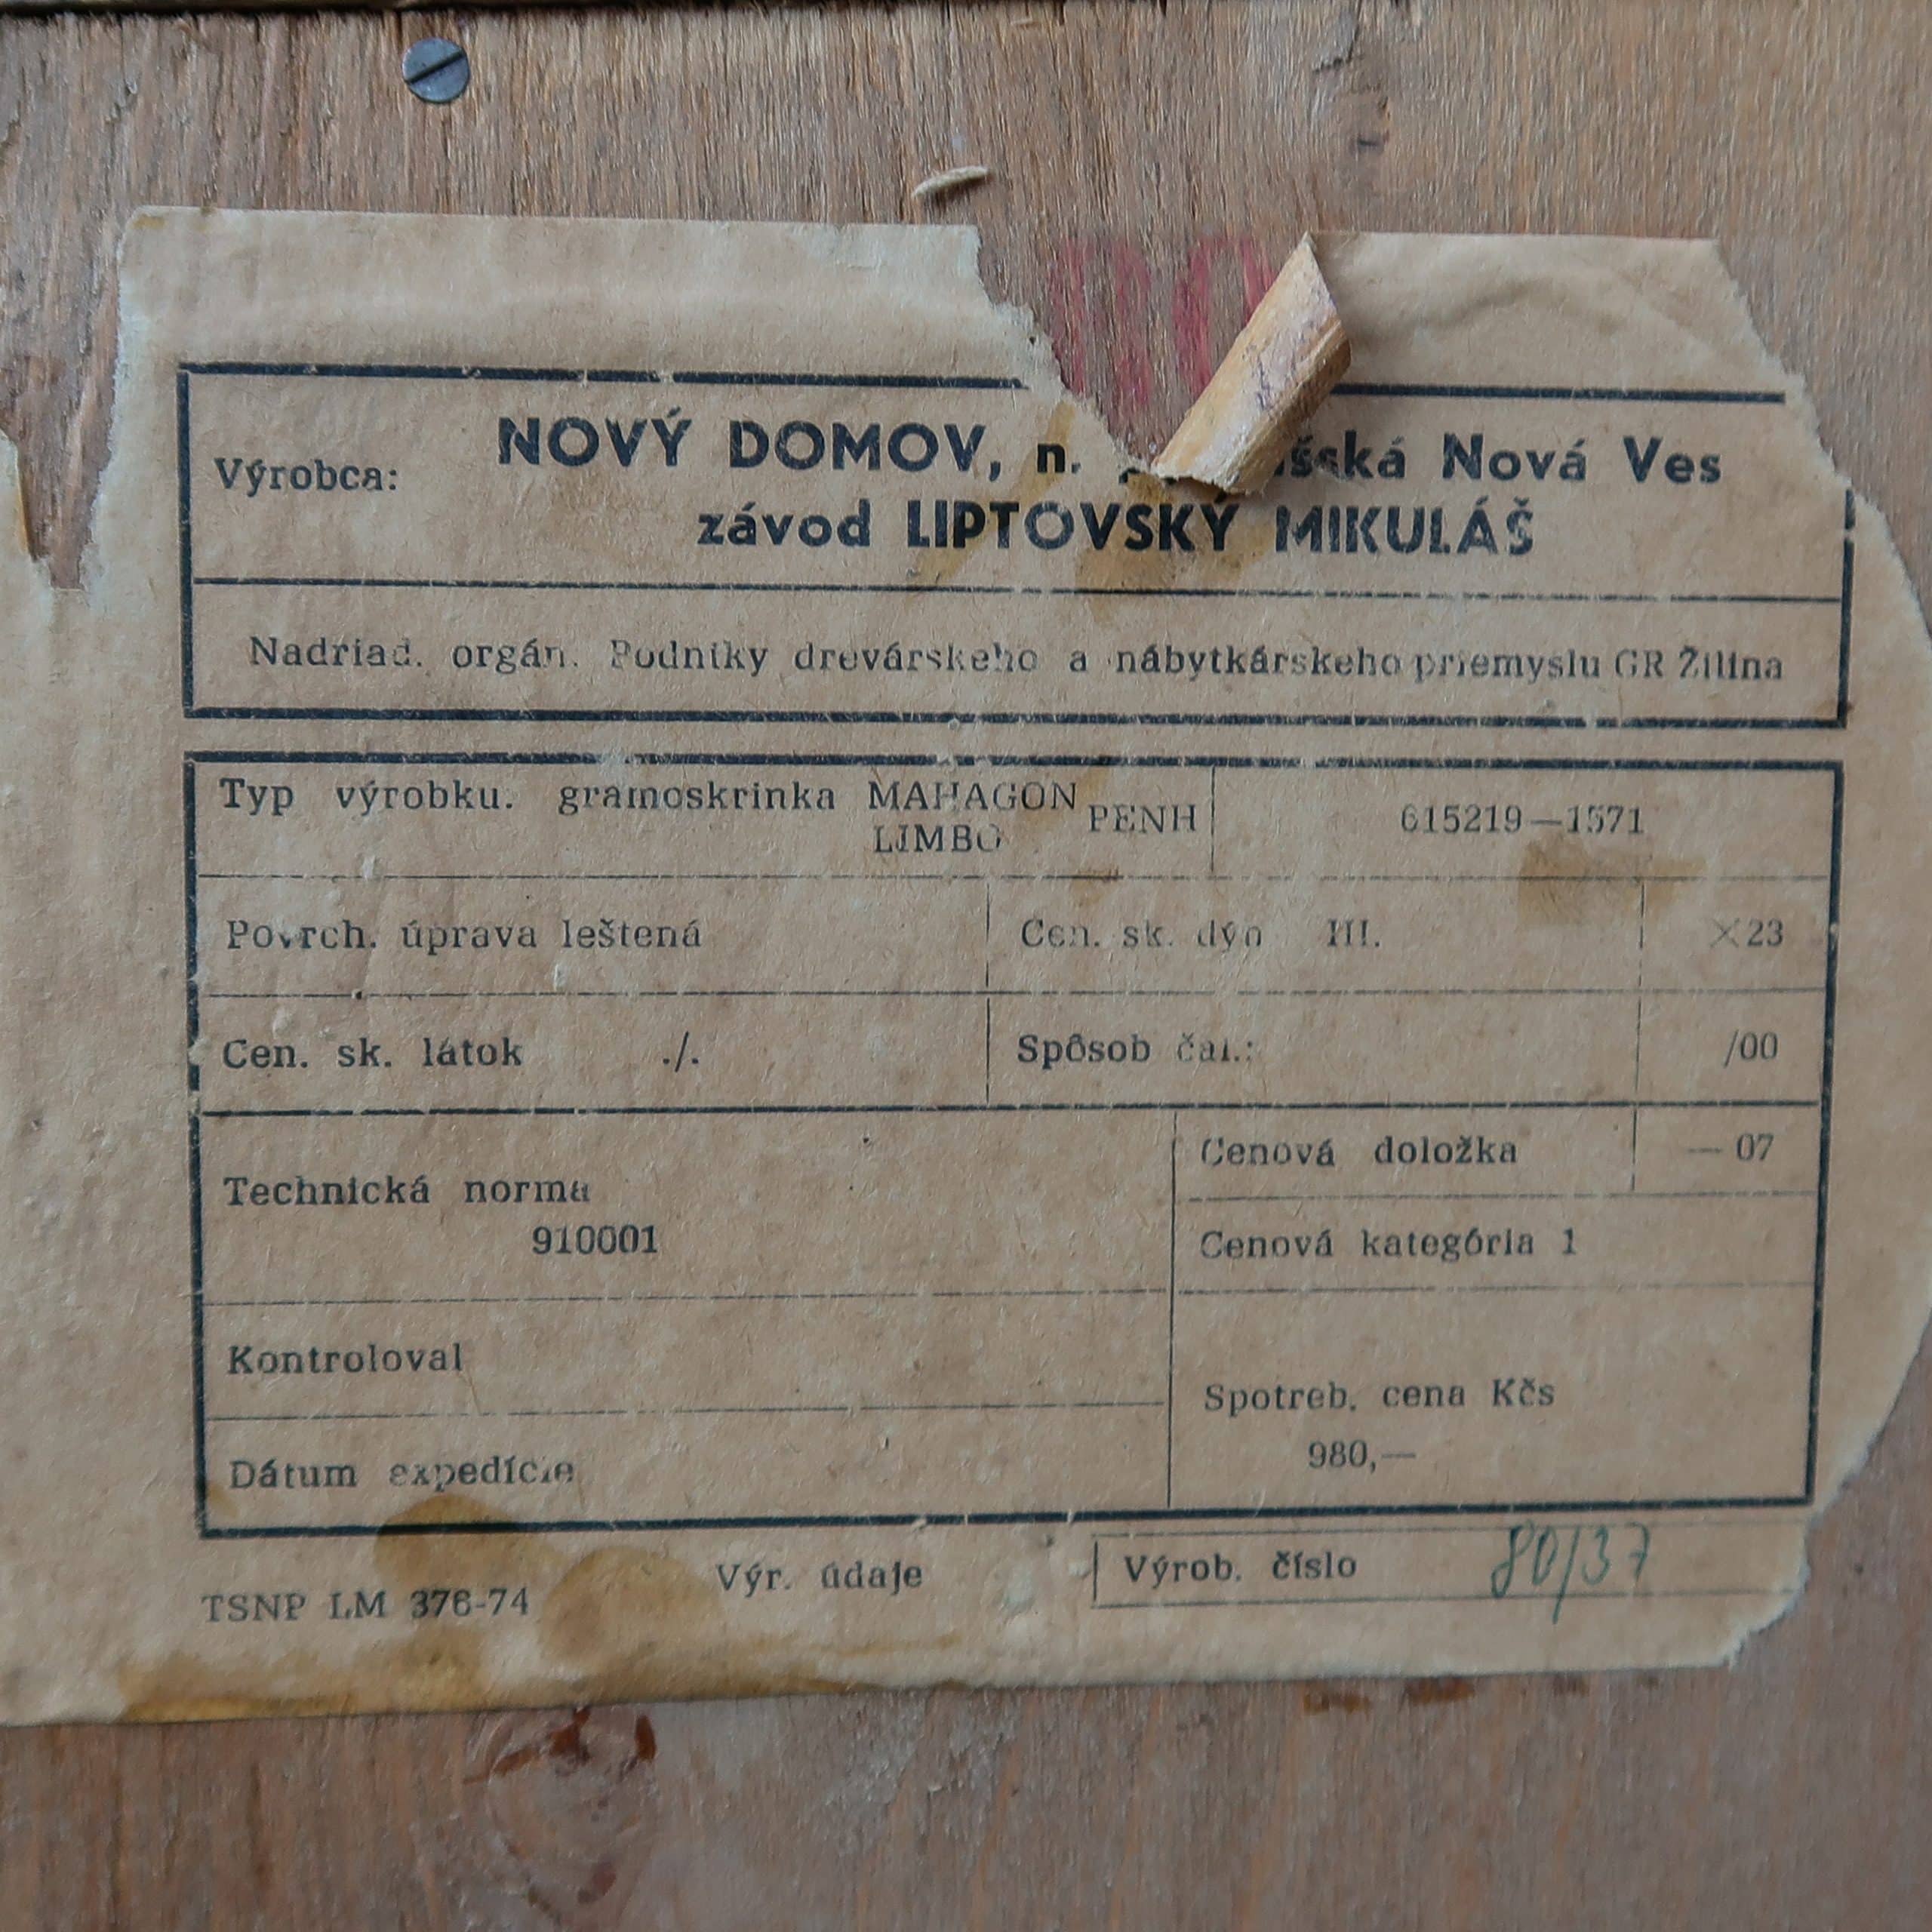 Výrobca: NOVÝ DOMOV, n. Nová Ves
závod LIPTOVSKÝ MIKULÁŠ
Nadriad. orgán. Podniky drevárskeho a nábytkárskeho priemyslu GR Žilina
Typ výrobku. gramoskrinka MAHAGON PENH 615219—1571
LIMBO
Povrch. úprava leštená Cen. sk. dýh III. ×23
Cen. sk. látok ./. Spôsob čal.: /00
Technická norma Cenová doložka — 07
910001 Cenová kategória 1
Kontroloval
Spotreb. cena Kčs
980,—
Dátum expedície
Výr. údaje Výrob. číslo 80/37
TSNP LM 376-74